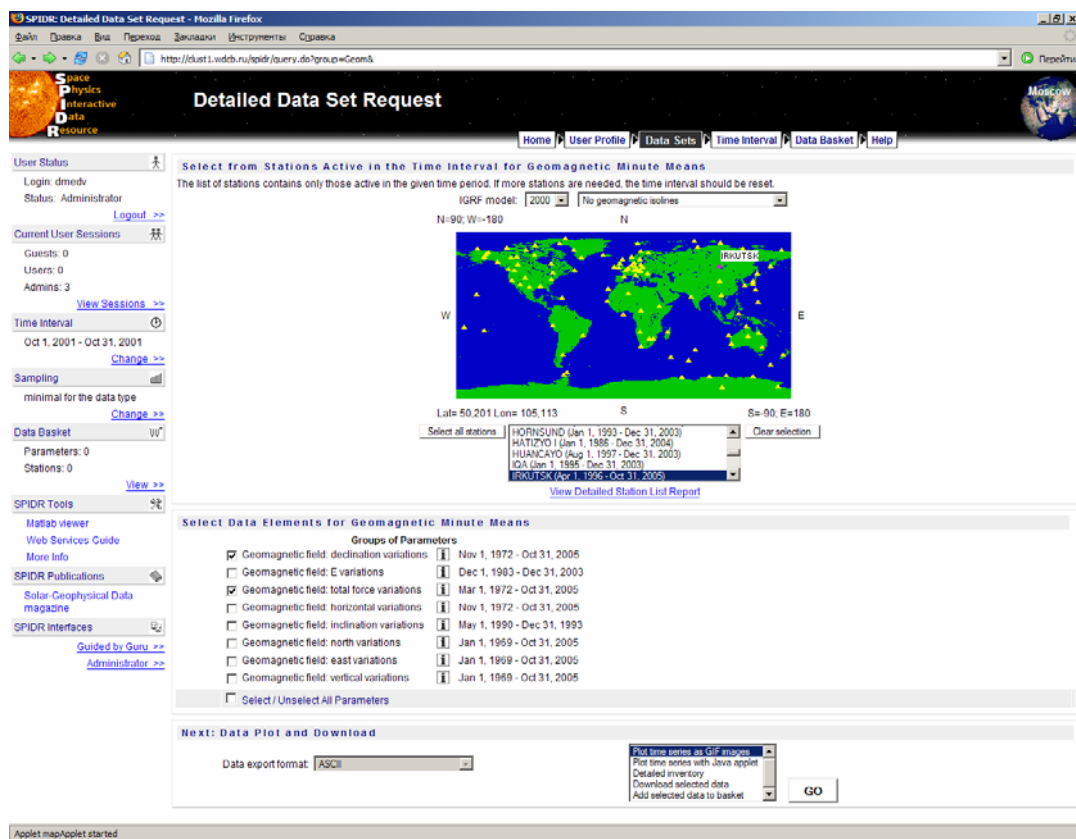 SPIDR: Detailed Data Set Request - Mozilla Firefox
Файл Правка Вид Переход Закладки Инструменты Справка
http://clust1.wdcb.ru/spidr/query.do?group=Geom& Перейти
Space
Physics
Interactive
Data
Resource
Detailed Data Set Request
Moscow
Home User Profile Data Sets Time Interval Data Basket Help
User Status
Login: dmedv
Status: Administrator
Logout >>
Current User Sessions
Guests: 0
Users: 0
Admins: 3
View Sessions >>
Time Interval
Oct 1, 2001 - Oct 31, 2001
Change >>
Sampling
minimal for the data type
Change >>
Data Basket
Parameters: 0
Stations: 0
View >>
SPIDR Tools
Matlab viewer
Web Services Guide
More Info
SPIDR Publications
Solar-Geophysical Data
magazine
SPIDR Interfaces
Guided by Guru >>
Administrator >>
Select from Stations Active in the Time Interval for Geomagnetic Minute Means
The list of stations contains only those active in the given time period. If more stations are needed, the time interval should be reset.
IGRF model: 2000 No geomagnetic isolines
N=90; W=-180 N
IRKUTSK
W E
Lat= 50,201 Lon= 105,113 S S=-90; E=180
Select all stations
HORNSUND (Jan 1, 1993 - Dec 31, 2003)
HATIZYO I (Jan 1, 1986 - Dec 31, 2004)
HUANCAYO (Aug 1, 1997 - Dec 31, 2003)
IQA (Jan 1, 1995 - Dec 31, 2003)
IRKUTSK (Apr 1, 1996 - Oct 31, 2005)
Clear selection
View Detailed Station List Report
Select Data Elements for Geomagnetic Minute Means
Groups of Parameters
Geomagnetic field: declination variations i Nov 1, 1972 - Oct 31, 2005
Geomagnetic field: E variations i Dec 1, 1983 - Dec 31, 2003
Geomagnetic field: total force variations i Mar 1, 1972 - Oct 31, 2005
Geomagnetic field: horizontal variations i Nov 1, 1972 - Oct 31, 2005
Geomagnetic field: inclination variations i May 1, 1990 - Dec 31, 1993
Geomagnetic field: north variations i Jan 1, 1969 - Oct 31, 2005
Geomagnetic field: east variations i Jan 1, 1969 - Oct 31, 2005
Geomagnetic field: vertical variations i Jan 1, 1969 - Oct 31, 2005
Select / Unselect All Parameters
Next: Data Plot and Download
Data export format: ASCII
Plot time series as GIF images
Plot time series with Java applet
Detailed inventory
Download selected data
Add selected data to basket
GO
Applet mapApplet started